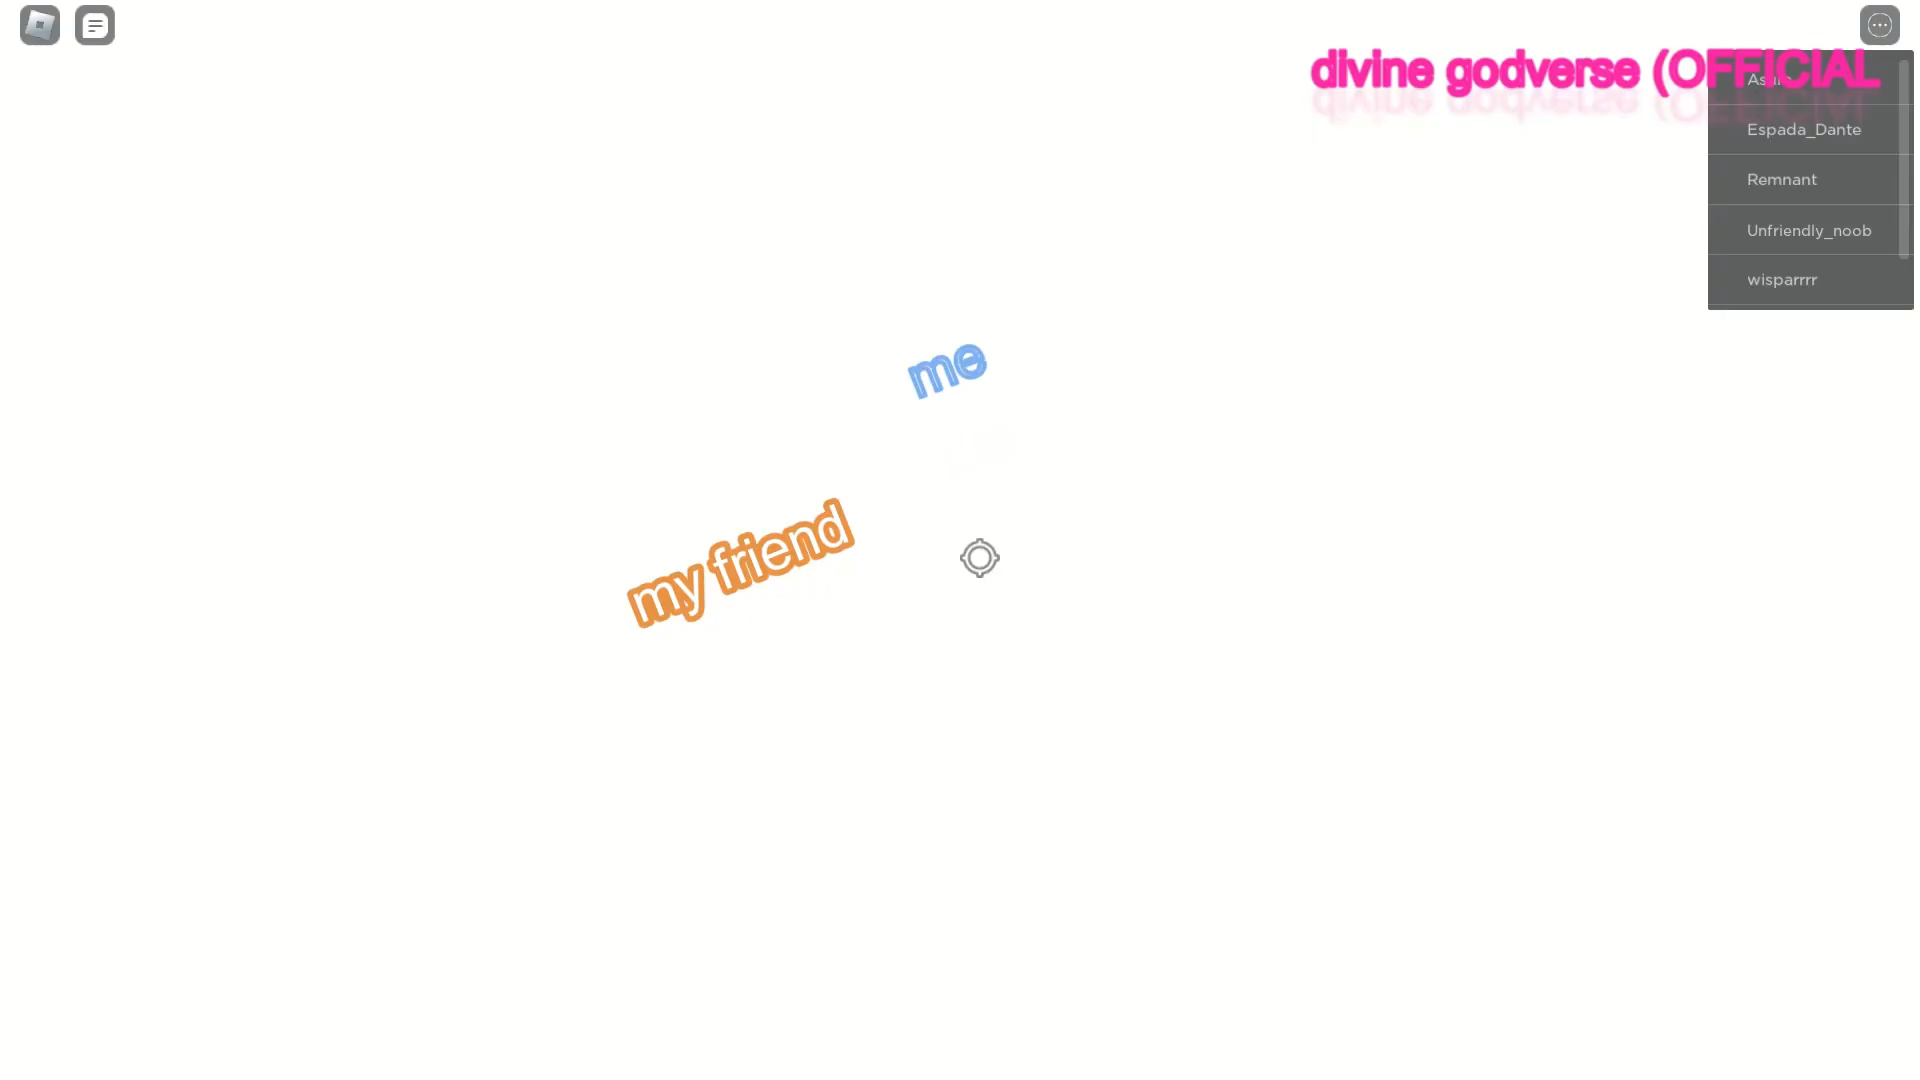 divine godverse (OFFICIAL
Espada_Dante
Remnant
Unfriendly_noob
wisparrrr
me
my friend